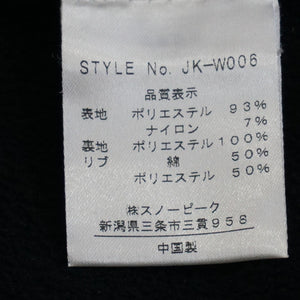 STYLE No. JK-W006
品質表示
表地 ポリエステル 93%
ナイロン 7%
裏地 ポリエステル 100%
リブ 綿 50%
ポリエステル 50%
㈱スノーピーク
新潟県三条市三貫958
中国製